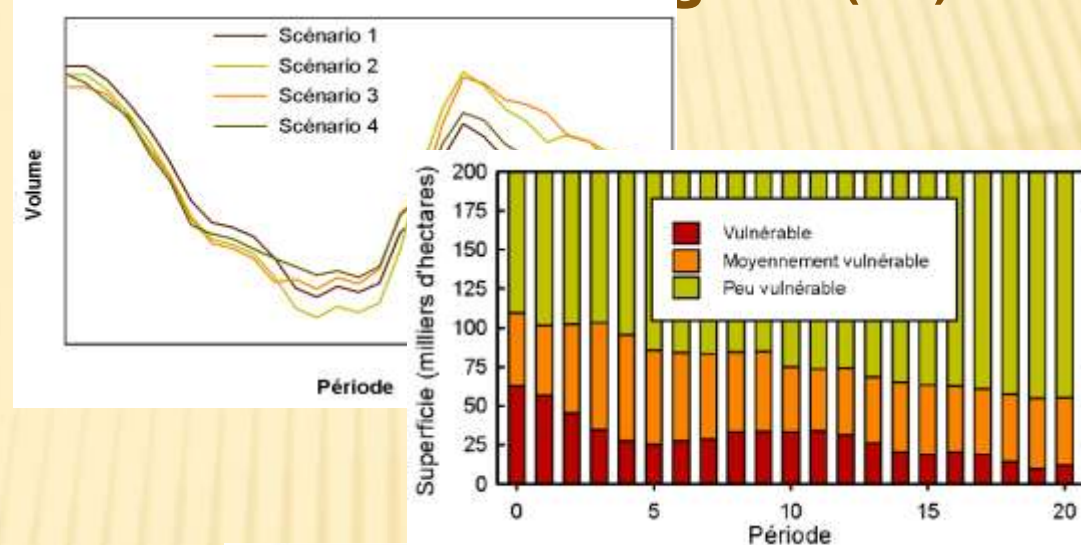 Scénario 1
Scénario 2
Scénario 3
Scénario 4
Volume
Période
Superficie (milliers d'hectares)
200
175
150
125
100
75
50
25
0
Vulnérable
Moyennement vulnérable
Peu vulnérable
0 5 10 15 20
Période